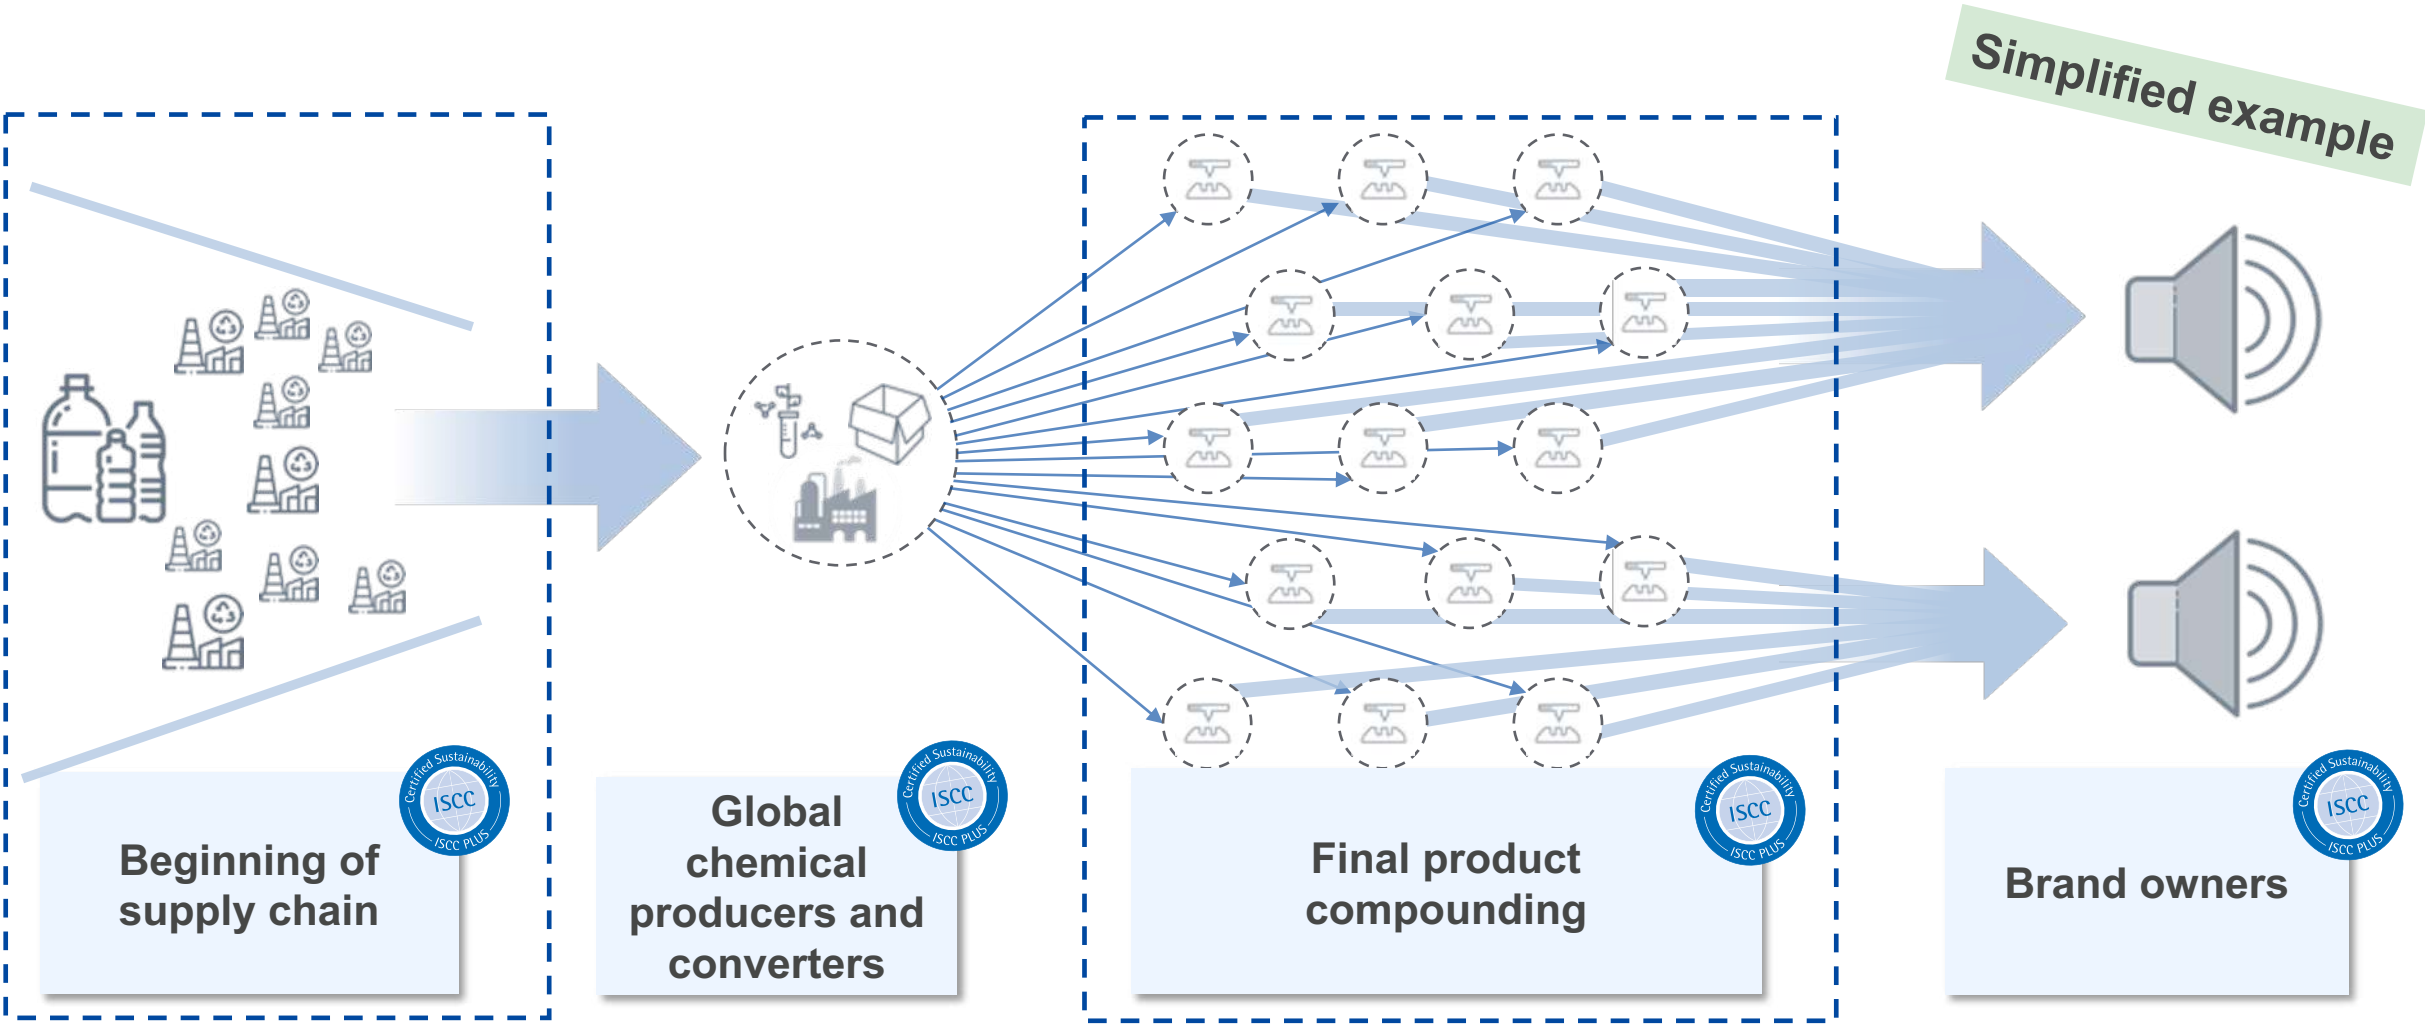 Simplified example
Certified Sustainability
ISCC
ISCC PLUS
Beginning of
supply chain
Certified Sustainability
ISCC
ISCC PLUS
Global
chemical
producers and
converters
Certified Sustainability
ISCC
ISCC PLUS
Final product
compounding
Certified Sustainability
ISCC
ISCC PLUS
Brand owners